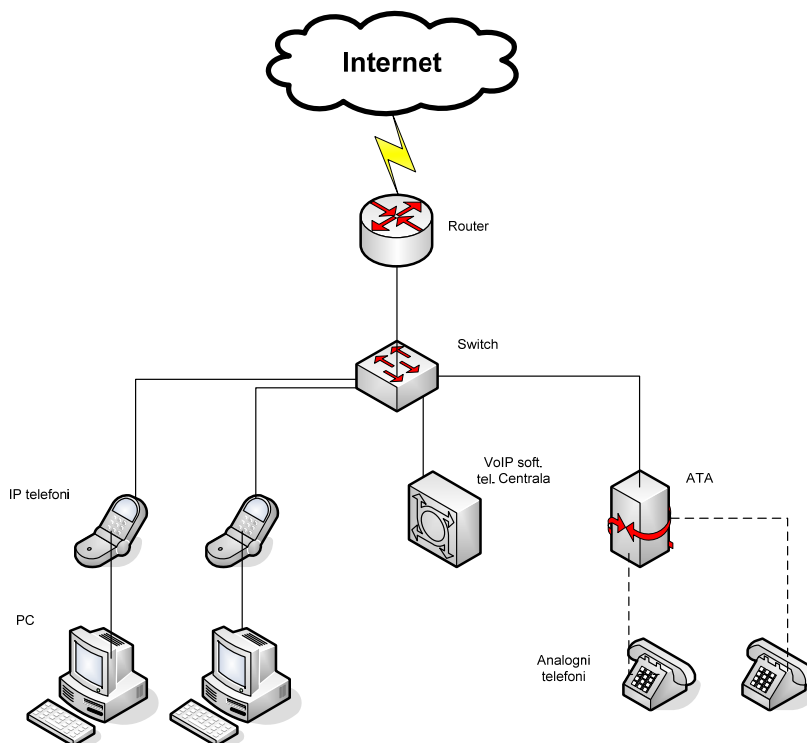 Internet
Router
Switch
VoIP soft.
tel. Centrala
ATA
IP telefoni
PC
Analogni
telefoni